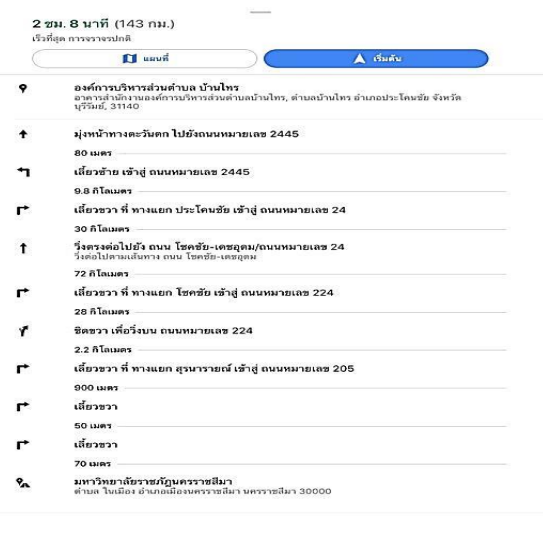 2 ชม. 8 นาที (143 กม.)
เร็วที่สุด การจราจรปกติ
แผนที่
เริ่มต้น
องค์การบริหารส่วนตำบล บ้านไทร
อาคารสำนักงานองค์การบริหารส่วนตำบลบ้านไทร, ตำบลบ้านไทร อำเภอประโคนชัย จังหวัด
บุรีรัมย์, 31140
มุ่งหน้าทางตะวันตก ไปยังถนนหมายเลข 2445
80 เมตร
เลี้ยวซ้าย เข้าสู่ ถนนหมายเลข 2445
9.8 กิโลเมตร
เลี้ยวขวา ที่ ทางแยก ประโคนชัย เข้าสู่ ถนนหมายเลข 24
30 กิโลเมตร
วิ่งตรงต่อไปยัง ถนน โชคชัย-เดชอุดม/ถนนหมายเลข 24
วิ่งต่อไปตามเส้นทาง ถนน โชคชัย-เดชอุดม
72 กิโลเมตร
เลี้ยวขวา ที่ ทางแยก โชคชัย เข้าสู่ ถนนหมายเลข 224
28 กิโลเมตร
ชิดขวา เพื่อวิ่งบน ถนนหมายเลข 224
2.2 กิโลเมตร
เลี้ยวขวา ที่ ทางแยก สุรนารายณ์ เข้าสู่ ถนนหมายเลข 205
900 เมตร
เลี้ยวขวา
50 เมตร
เลี้ยวขวา
70 เมตร
มหาวิทยาลัยราชภัฏนครราชสีมา
ตำบล ในเมือง อำเภอเมืองนครราชสีมา นครราชสีมา 30000